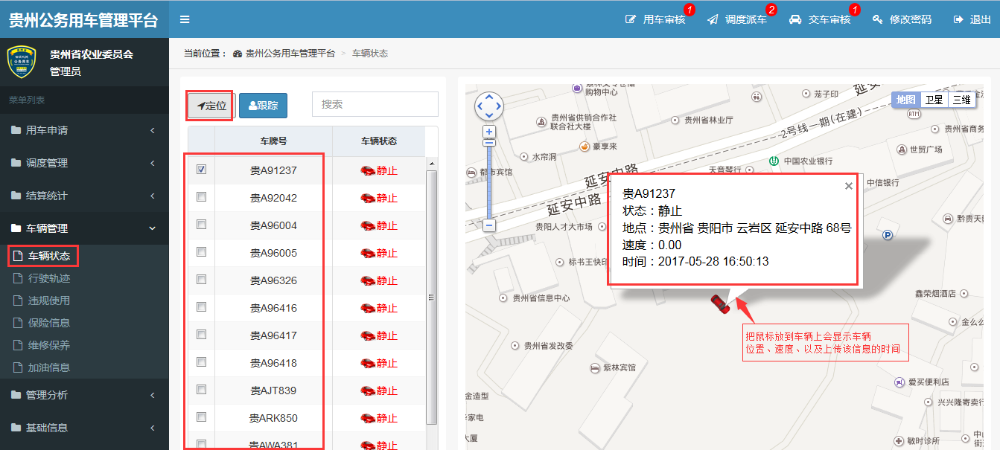 贵州公务用车管理平台
用车审核 1
调度派车 2
交车审核 1
修改密码
退出
贵州省农业委员会
管理员
当前位置： 贵州公务用车管理平台 > 车辆状态
菜单列表
用车申请
调度管理
结算统计
车辆管理
车辆状态
行驶轨迹
违规使用
保险信息
维修保养
加油信息
管理分析
基础信息
定位
跟踪
搜索
车牌号 车辆状态
贵A91237 静止
贵A92042 静止
贵A96004 静止
贵A96005 静止
贵A96326 静止
贵A96416 静止
贵A96417 静止
贵A96418 静止
贵AJT839 静止
贵ARK850 静止
贵AWA381 静止
地图 卫星 三维
购物中心
茏子印
延安
贵州省供销合作社
联合社大楼
贵州省林业厅
2号线一期(在建)
ATM
贵州省商务
豪享来
世贸广场
水帘洞
中国农业银行
都市宾馆
天音琴行
延安中路
中信银行
延安中路
贵阳人才大市场
黔贵天
P
标书王快印
贵州省信息中心
鑫荣烟酒店
金么么
贵州省发改委
紫林宾馆
爱买便利店
金造型
兴兴隆寄卖行
家电
大厦
敏时诊所
中
街
贵A91237
状态：静止
地点：贵州省 贵阳市 云岩区 延安中路 68号
速度：0.00
时间：2017-05-28 16:50:13
把鼠标放到车辆上会显示车辆
位置、速度、以及上传该信息的时间